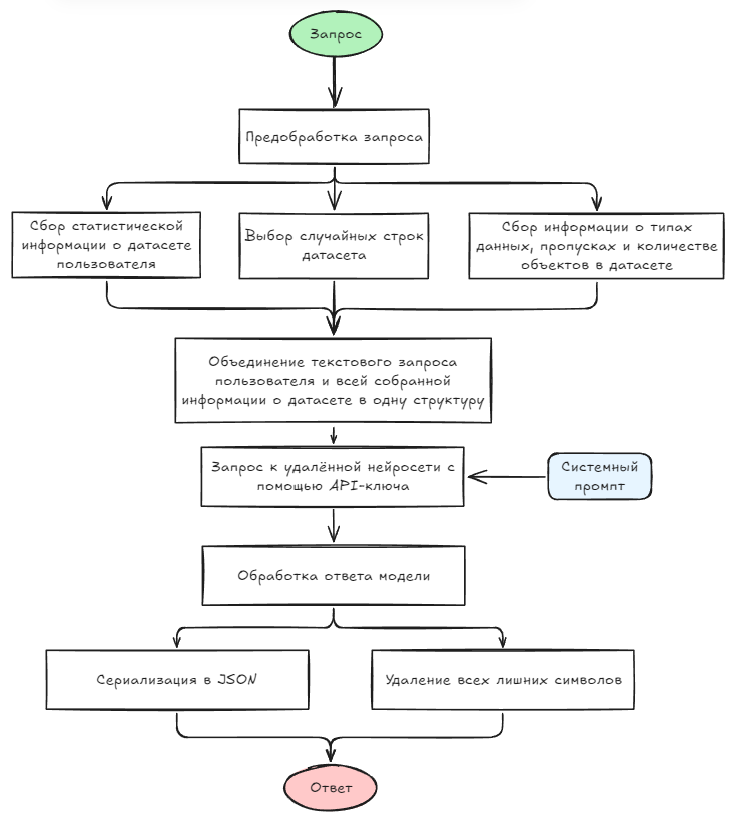 Запрос
Предобработка запроса
Сбор статистической
информации о датасете
пользователя
Выбор случайных строк
датасета
Сбор информации о типах
данных, пропусках и количестве
объектов в датасете
Объединение текстового запроса
пользователя и всей собранной
информации о датасете в одну структуру
Запрос к удалённой нейросети с
помощью API-ключа
Системный
промпт
Обработка ответа модели
Сериализация в JSON
Удаление всех лишних символов
Ответ